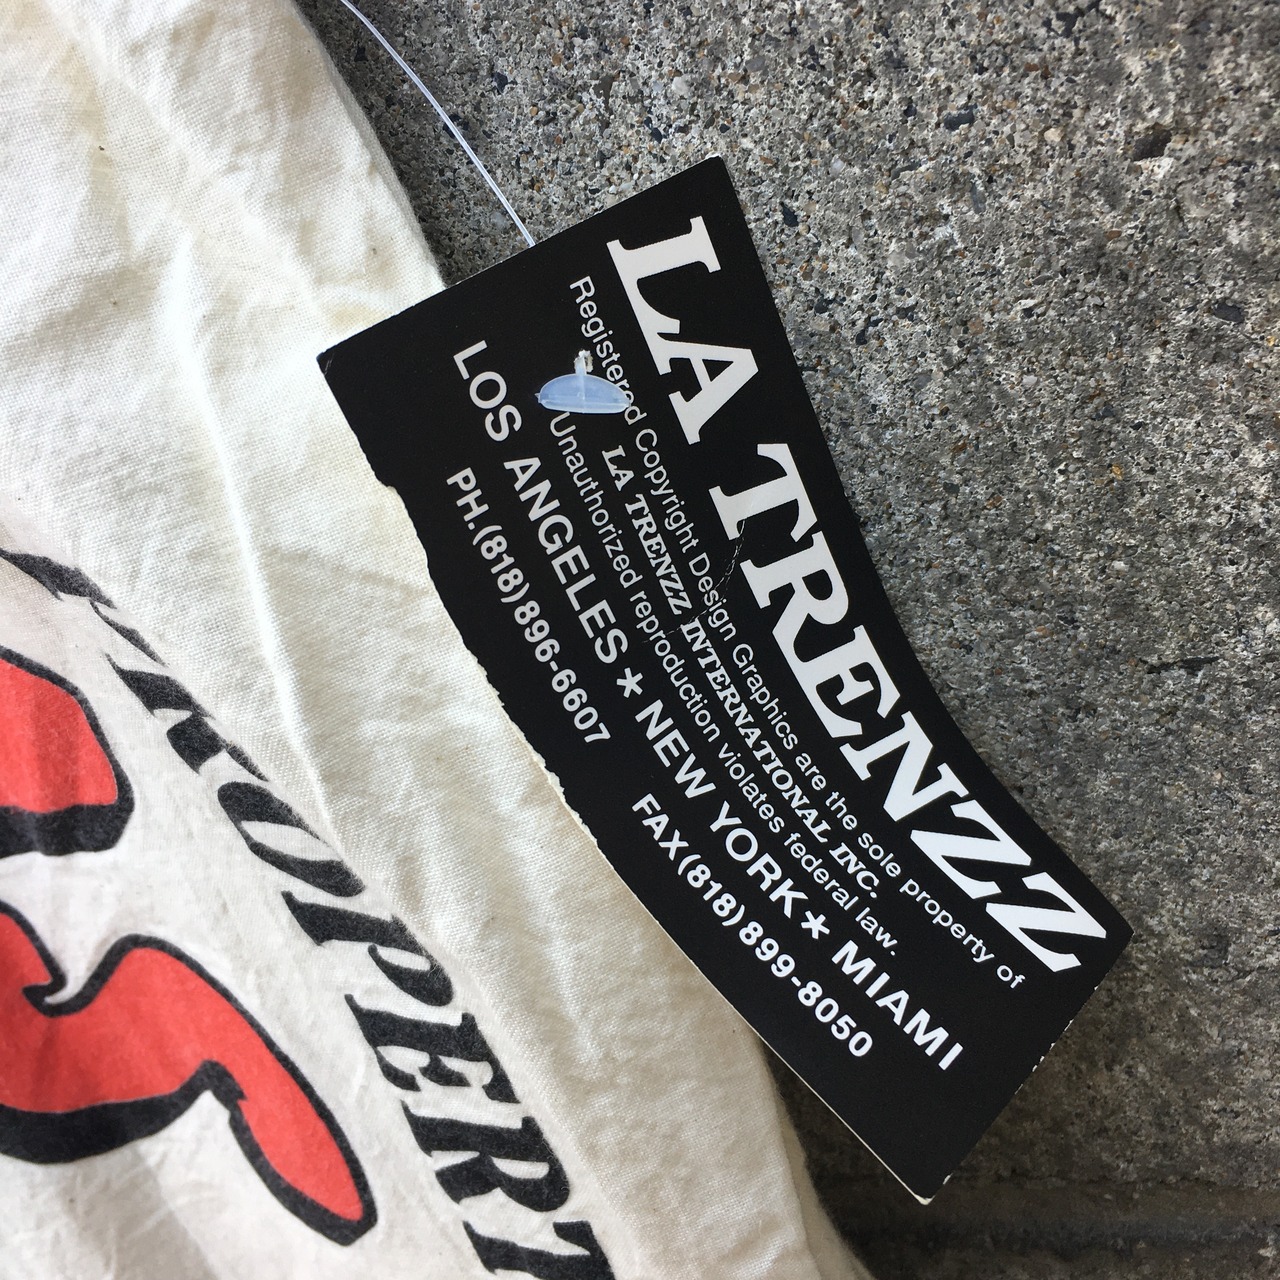 LA TRENZZ
Registered Copyright Design Graphics are the sole property of
LA TRENZZ INTERNATIONAL INC.
Unauthorized reproduction violates federal law.
LOS ANGELES★ NEW YORK★ MIAMI
PH.(818)896-6607 FAX(818)899-8050